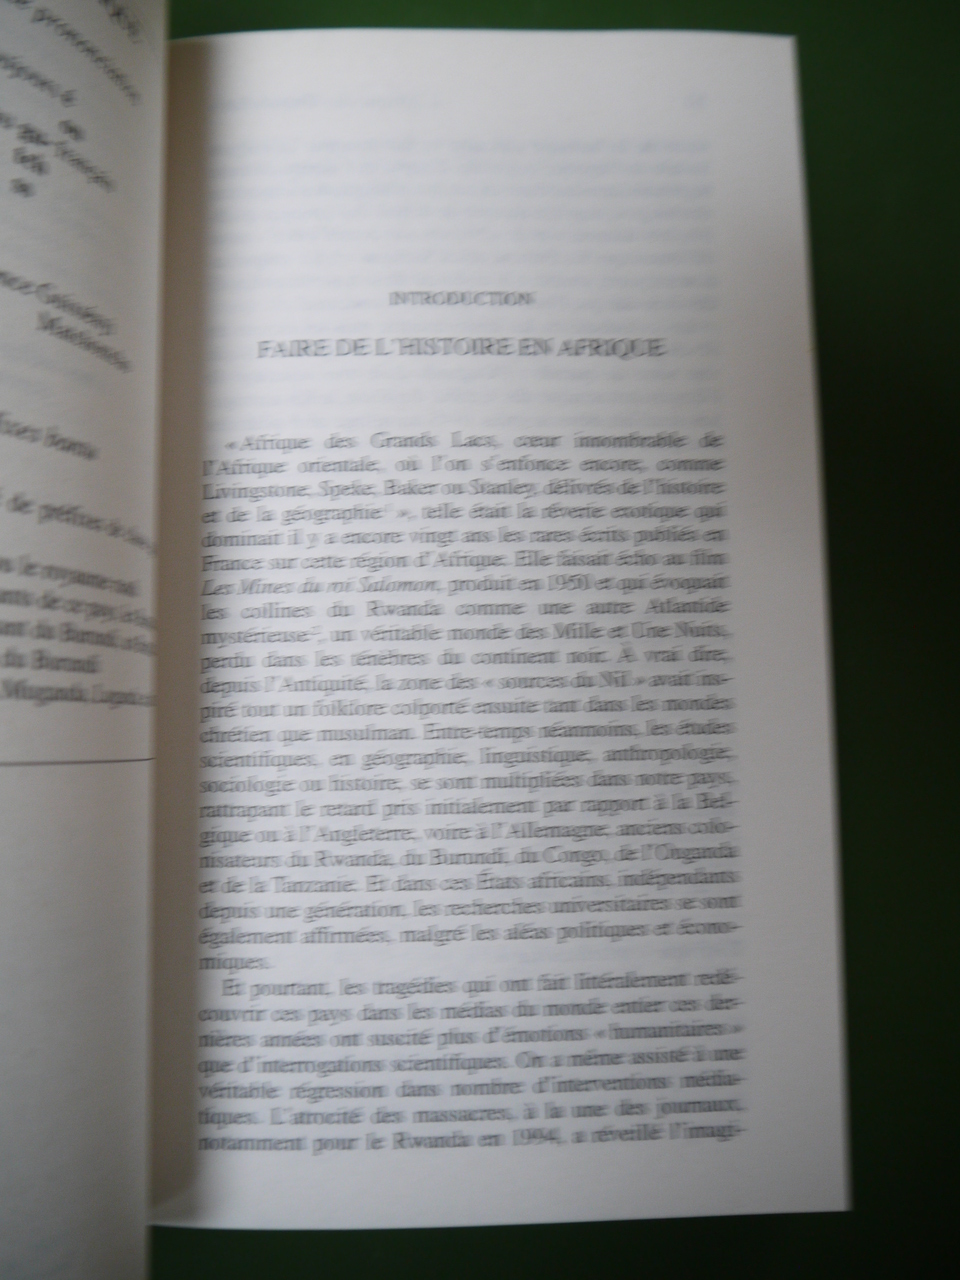 INTRODUCTION
FAIRE DE L'HISTOIRE EN AFRIQUE
« Afrique des Grands Lacs, cœur innombrable de
l'Afrique orientale, où l'on s'enfonce encore, comme
Livingstone, Speke, Baker ou Stanley, délivrés de l'histoire
et de la géographie¹ », telle était la rêverie exotique qui
dominait il y a encore vingt ans les rares écrits publiés en
France sur cette région d'Afrique. Elle faisait écho au film
Les Mines du roi Salomon, produit en 1950 et qui évoquait
les collines du Rwanda comme une autre Atlantide
mystérieuse², un véritable monde des Mille et Une Nuits,
perdu dans les ténèbres du continent noir. À vrai dire,
depuis l'Antiquité, la zone des « sources du Nil » avait ins-
piré tout un folklore colporté ensuite tant dans les mondes
chrétien que musulman. Entre-temps néanmoins, les études
scientifiques, en géographie, linguistique, anthropologie,
sociologie ou histoire, se sont multipliées dans notre pays,
rattrapant le retard pris initialement par rapport à la Bel-
gique ou à l'Angleterre, voire à l'Allemagne, anciens colo-
nisateurs du Rwanda, du Burundi, du Congo, de l'Ouganda
et de la Tanzanie. Et dans ces États africains, indépendants
depuis une génération, les recherches universitaires se sont
également affirmées, malgré les aléas politiques et écono-
miques.
Et pourtant, les tragédies qui ont fait littéralement redé-
couvrir ces pays dans les médias du monde entier ces der-
nières années ont suscité plus d'émotions « humanitaires »
que d'interrogations scientifiques. On a même assisté à une
véritable régression dans nombre d'interventions média-
tiques. L'atrocité des massacres, à la une des journaux,
notamment pour le Rwanda en 1994, a réveillé l'imagi-